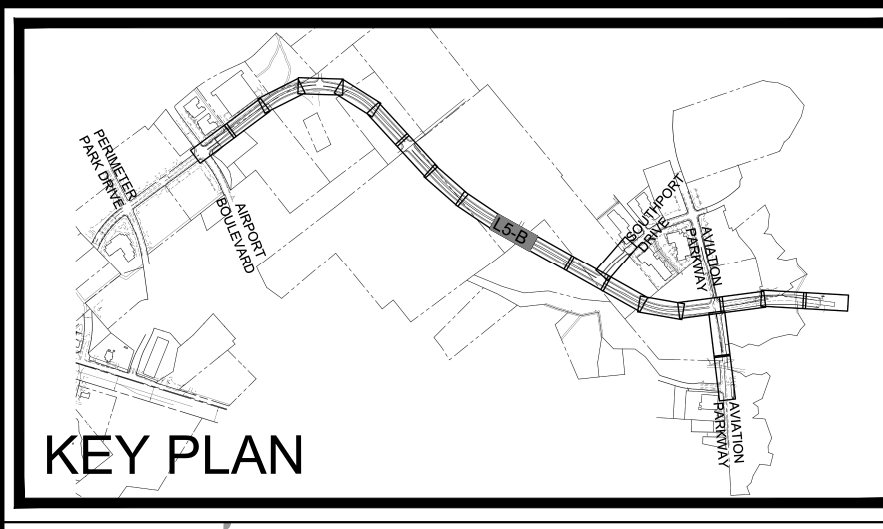 PERIMETER
PARK DRIVE
AIRPORT
BOULEVARD
L5-B
SOUTHPORT
DRIVE
AVIATION
PARKWAY
AVIATION
PARKWAY
KEY PLAN